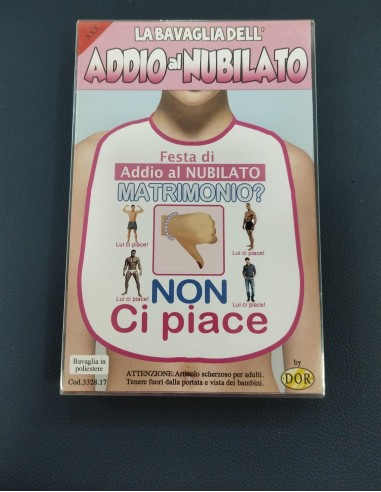 XXX
LA BAVAGLIA DELL'
ADDIO al NUBILATO
Festa di
Addio al NUBILATO
MATRIMONIO?
Lui ci piace!
Lui ci piace!
Lui ci piace!
Lui ci piace!
NON
Ci piace
Bavaglia in
poliestere
Cod.3328.17
ATTENZIONE:Articolo scherzoso per adulti.
Tenere fuori dalla portata e vista dei bambini.
by
DOR